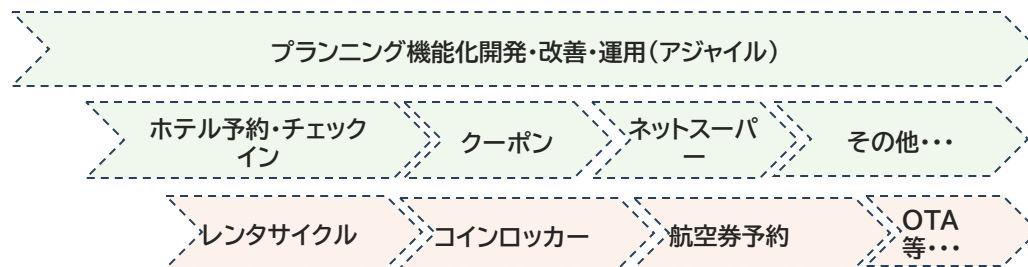 プランニング機能化開発・改善・運用（アジャイル）
ホテル予約・チェック
イン
クーポン
ネットスーパ
ー
その他・・・
レンタサイクル
コインロッカー
航空券予約
OTA
等・・・